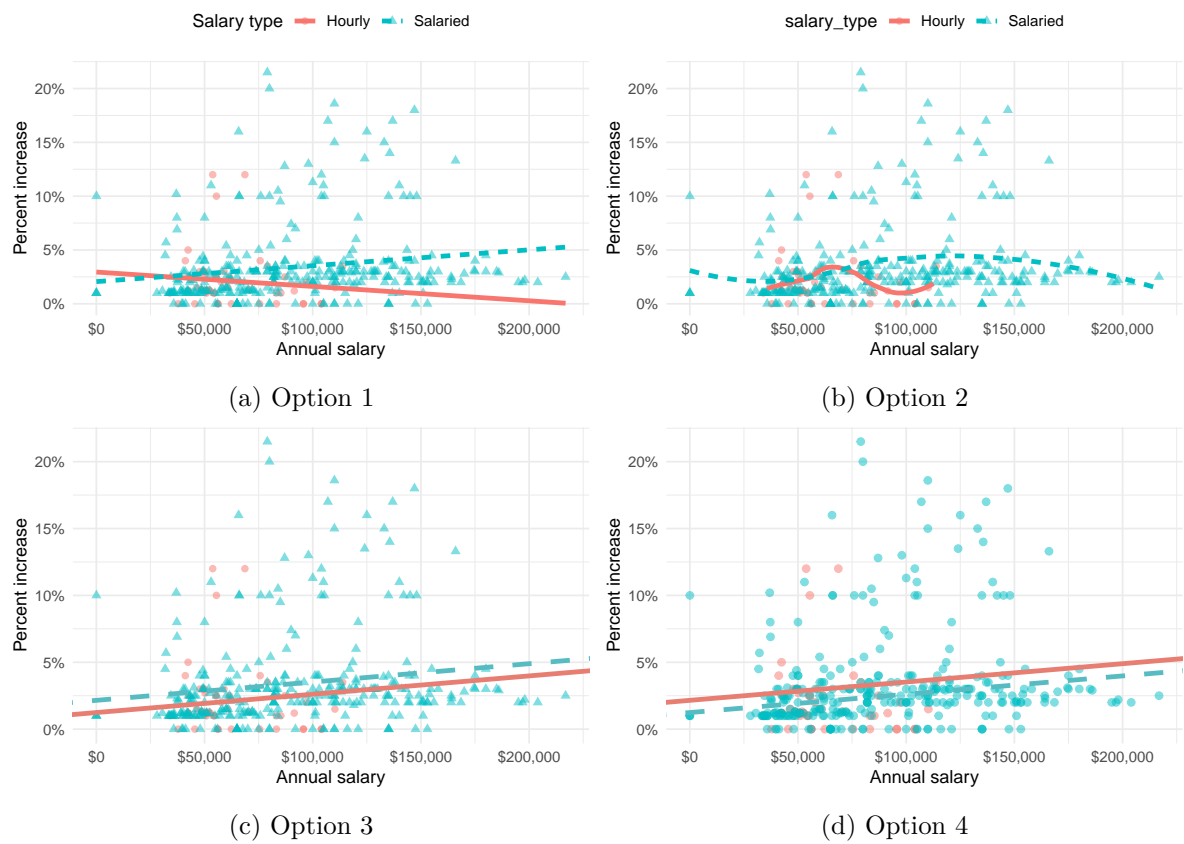 Salary type Hourly Salaried
Percent increase
20%
15%
10%
5%
0%
$0 $50,000 $100,000 $150,000 $200,000
Annual salary
(a) Option 1
salary_type Hourly Salaried
Percent increase
20%
15%
10%
5%
0%
$0 $50,000 $100,000 $150,000 $200,000
Annual salary
(b) Option 2
Percent increase
20%
15%
10%
5%
0%
$0 $50,000 $100,000 $150,000 $200,000
Annual salary
(c) Option 3
Percent increase
20%
15%
10%
5%
0%
$0 $50,000 $100,000 $150,000 $200,000
Annual salary
(d) Option 4